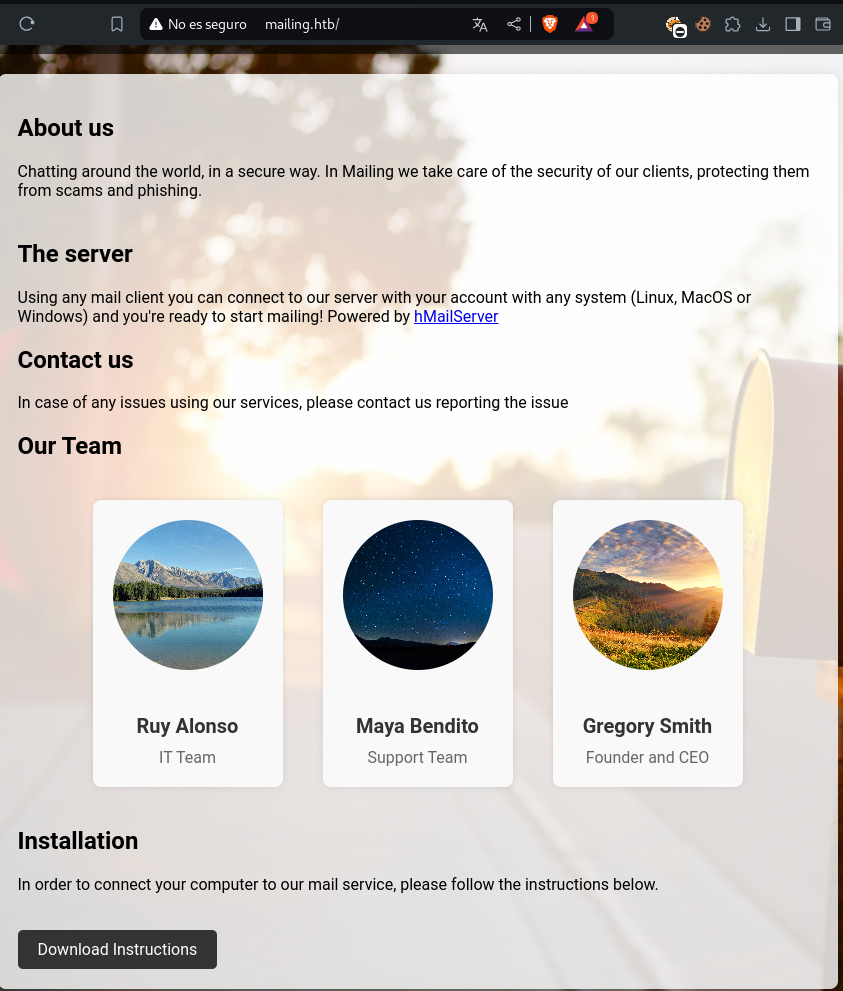 No es seguro mailing.htb/
1
About us
Chatting around the world, in a secure way. In Mailing we take care of the security of our clients, protecting them
from scams and phishing.
The server
Using any mail client you can connect to our server with your account with any system (Linux, MacOS or
Windows) and you're ready to start mailing! Powered by hMailServer
Contact us
In case of any issues using our services, please contact us reporting the issue
Our Team
Ruy Alonso
IT Team
Maya Bendito
Support Team
Gregory Smith
Founder and CEO
Installation
In order to connect your computer to our mail service, please follow the instructions below.
Download Instructions